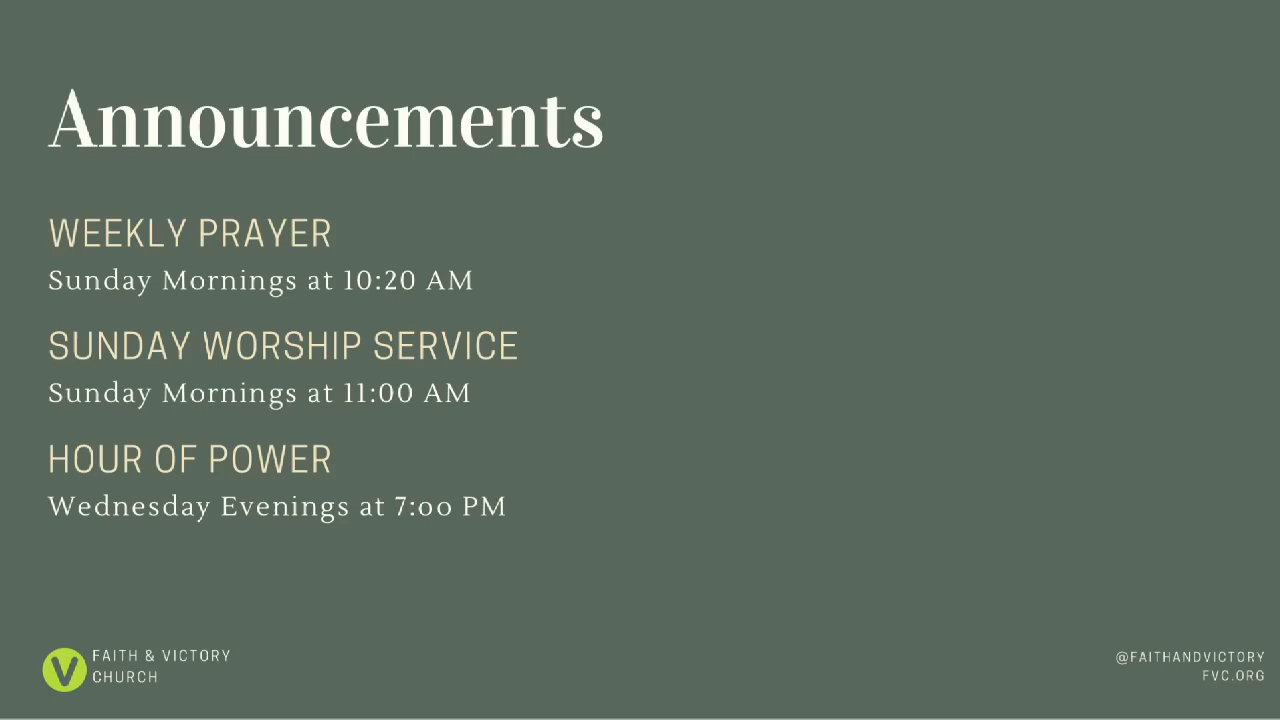 Announcements
WEEKLY PRAYER
Sunday Mornings at 10:20 AM
SUNDAY WORSHIP SERVICE
Sunday Mornings at 11:00 AM
HOUR OF POWER
Wednesday Evenings at 7:00 PM
V
FAITH & VICTORY
CHURCH
@FAITHANDVICTORY
FVC.ORG